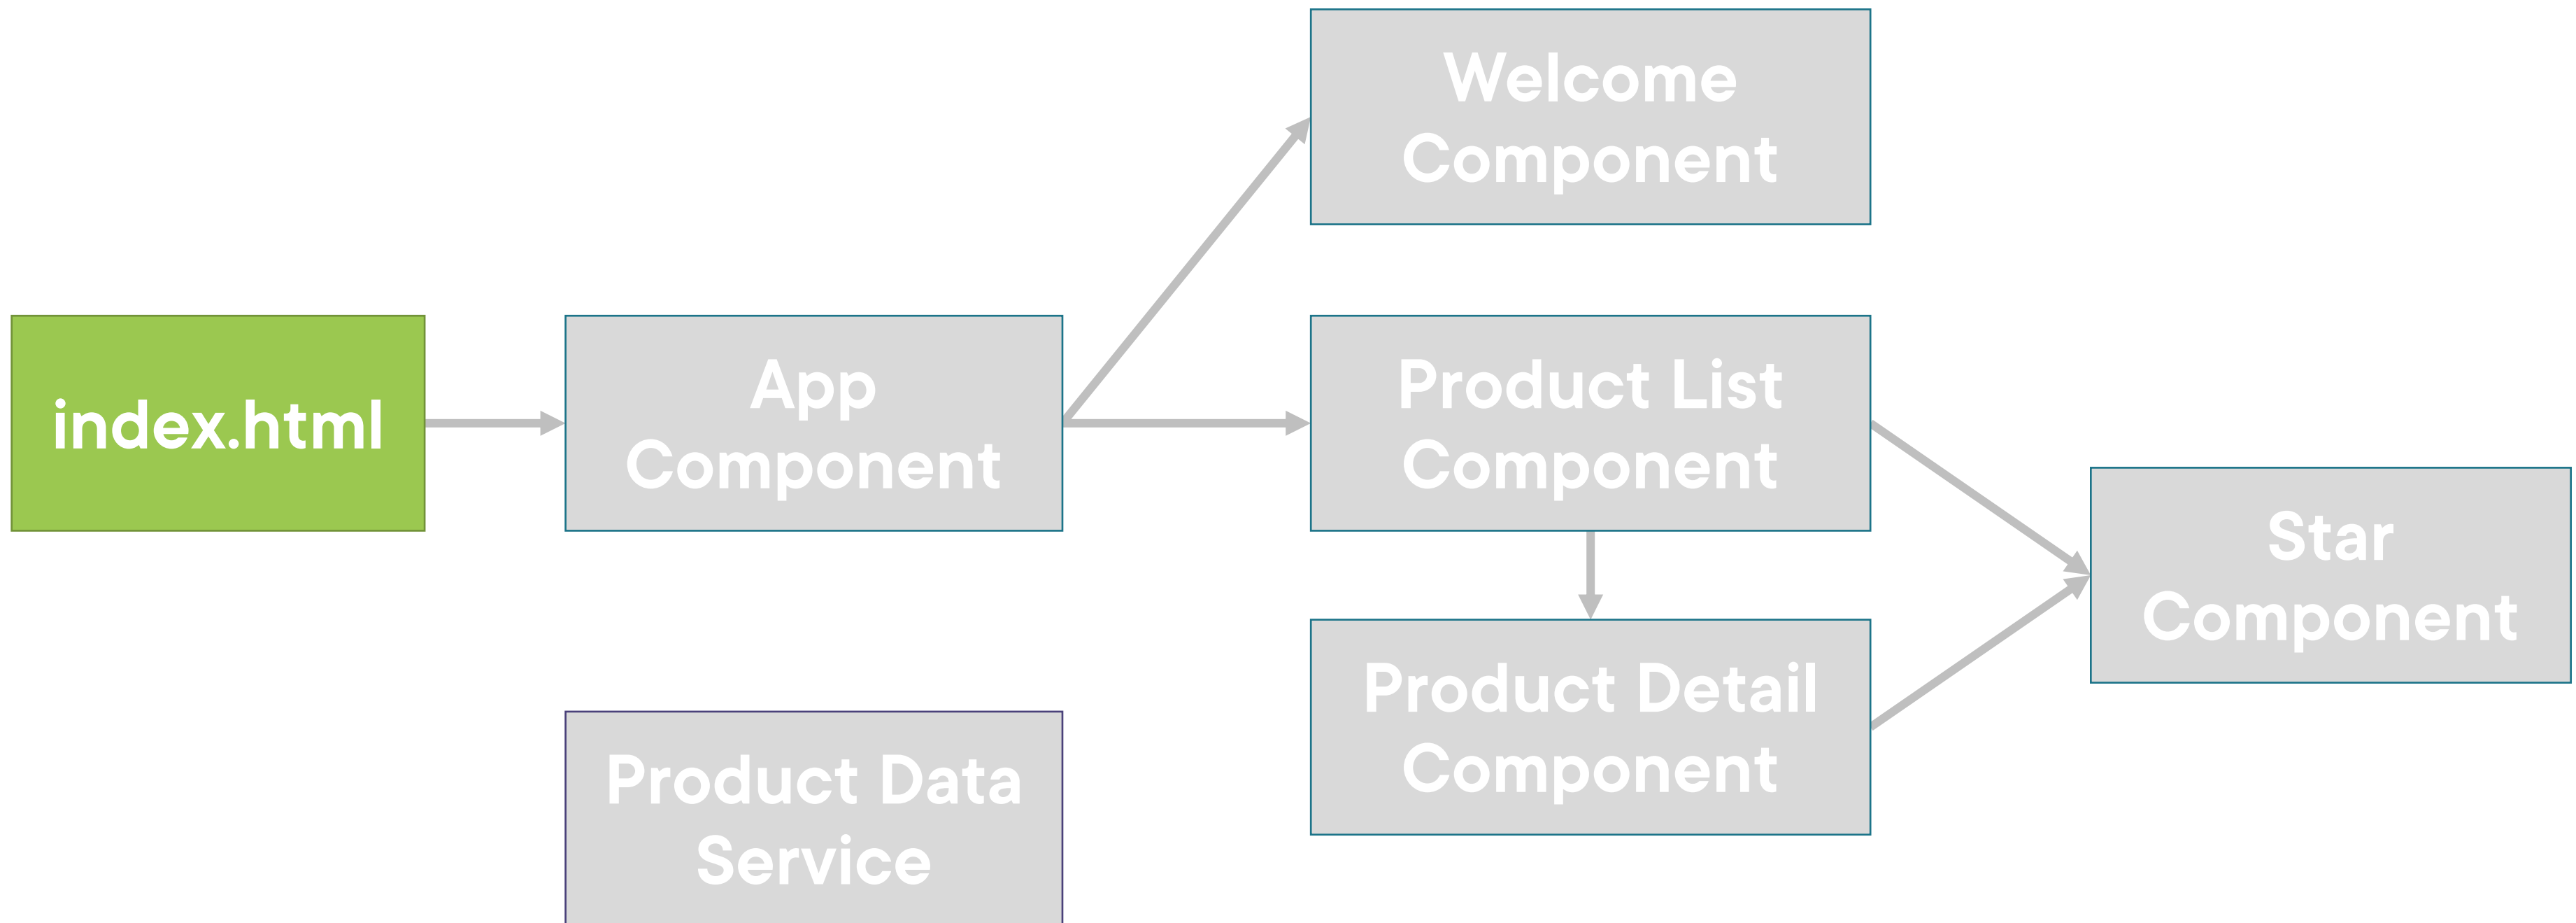 Welcome
Component
index.html
App
Component
Product List
Component
Star
Component
Product Detail
Component
Product Data
Service